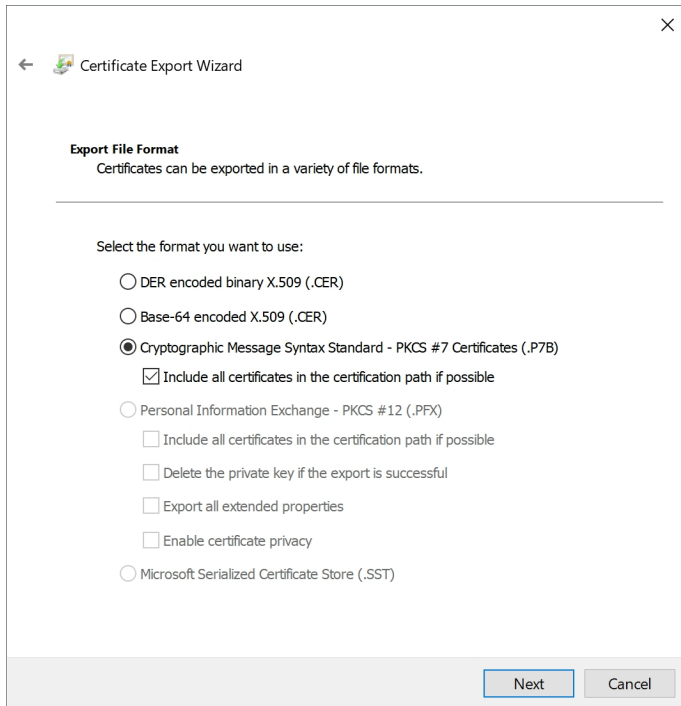 Certificate Export Wizard
Export File Format
Certificates can be exported in a variety of file formats.
Select the format you want to use:
DER encoded binary X.509 (.CER)
Base-64 encoded X.509 (.CER)
Cryptographic Message Syntax Standard - PKCS #7 Certificates (.P7B)
Include all certificates in the certification path if possible
Personal Information Exchange - PKCS #12 (.PFX)
Include all certificates in the certification path if possible
Delete the private key if the export is successful
Export all extended properties
Enable certificate privacy
Microsoft Serialized Certificate Store (.SST)
Next Cancel